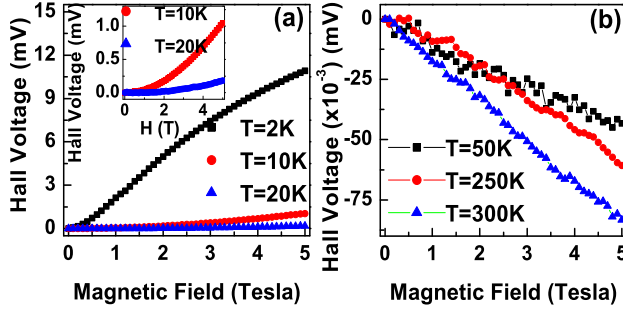 (a)
Hall Voltage (mV)
15
12
9
6
3
0
Hall Voltage (mV)
1.0
0.5
0.0
T=10K
T=20K
0 2 4
H (T)
T=2K
T=10K
T=20K
0 1 2 3 4 5
Magnetic Field (Tesla)
(b)
Hall Voltage (x10-3) (mV)
0
-25
-50
-75
T=50K
T=250K
T=300K
0 1 2 3 4 5
Magnetic Field (Tesla)